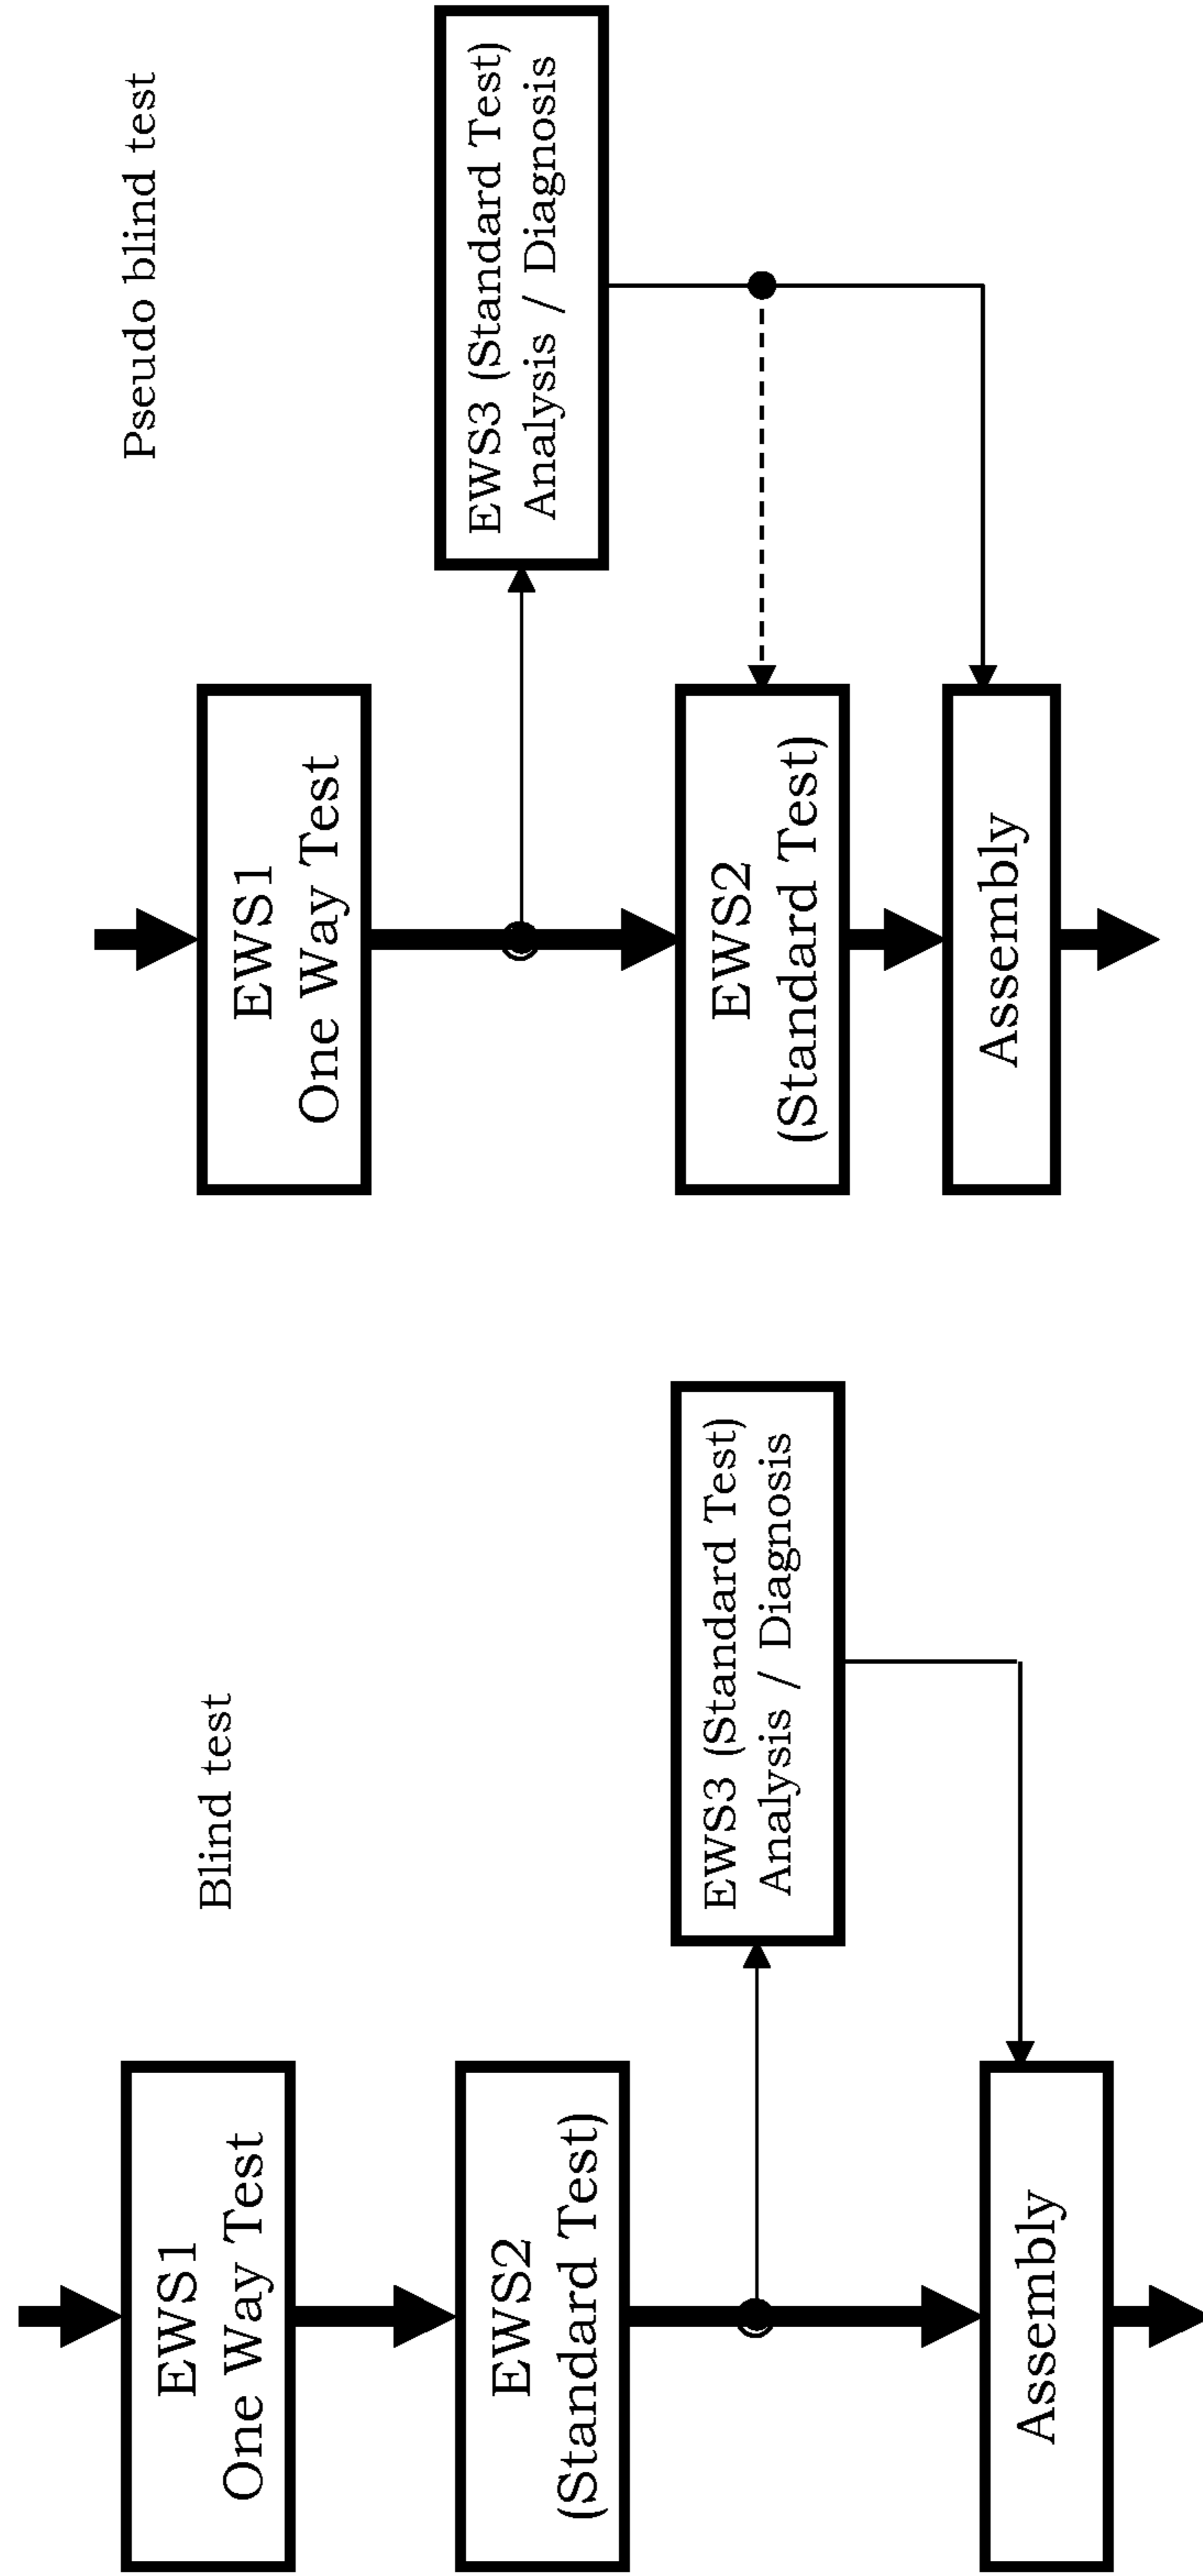 Blind test
EWS1
One Way Test
EWS2
(Standard Test)
EWS3 (Standard Test)
Analysis / Diagnosis
Assembly
Pseudo blind test
EWS1
One Way Test
EWS3 (Standard Test)
Analysis / Diagnosis
EWS2
(Standard Test)
Assembly